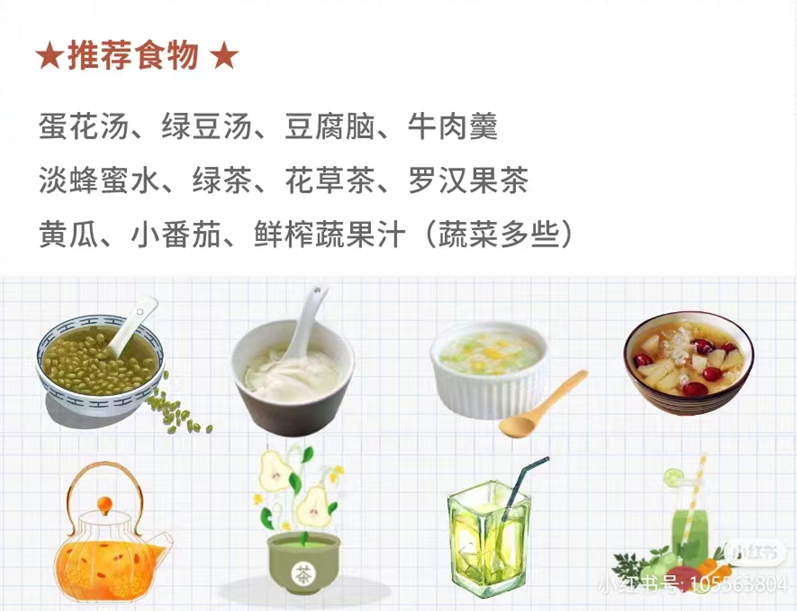 ★推荐食物 ★
蛋花汤、绿豆汤、豆腐脑、牛肉羹
淡蜂蜜水、绿茶、花草茶、罗汉果茶
黄瓜、小番茄、鲜榨蔬果汁（蔬菜多些）
茶
小红书
小红书号: 105563804